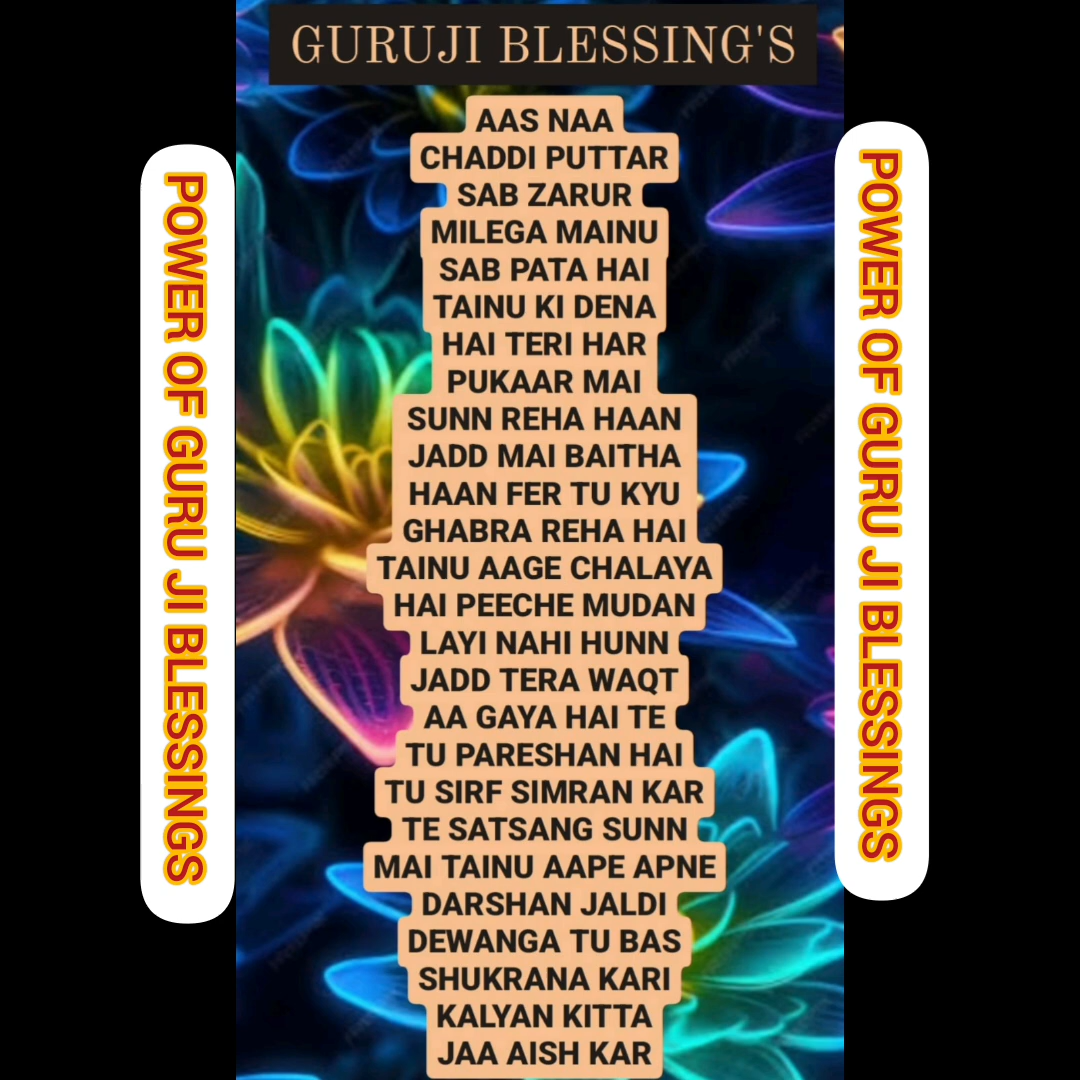 GURUJI BLESSING'S
POWER OF GURU JI BLESSINGS
AAS NAA
CHADDI PUTTAR
SAB ZARUR
MILEGA MAINU
SAB PATA HAI
TAINU KI DENA
HAI TERI HAR
PUKAAR MAI
SUNN REHA HAAN
JADD MAI BAITHA
HAAN FER TU KYU
GHABRA REHA HAI
TAINU AAGE CHALAYA
HAI PEECHE MUDAN
LAYI NAHI HUNN
JADD TERA WAQT
AA GAYA HAI TE
TU PARESHAN HAI
TU SIRF SIMRAN KAR
TE SATSANG SUNN
MAI TAINU AAPE APNE
DARSHAN JALDI
DEWANGA TU BAS
SHUKRANA KARI
KALYAN KITTA
JAA AISH KAR
POWER OF GURU JI BLESSINGS